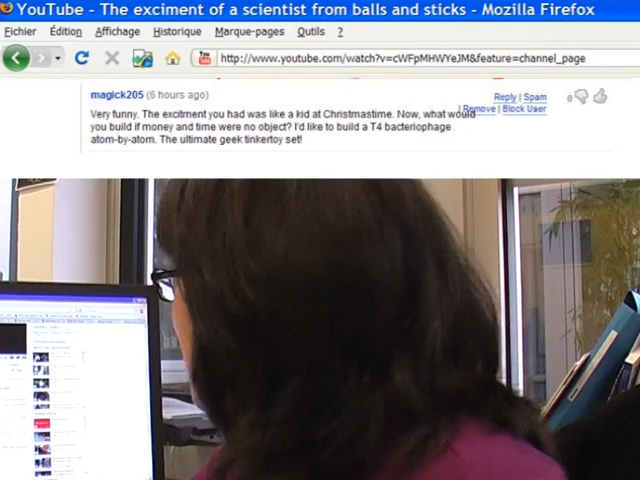 YouTube - The exciment of a scientist from balls and sticks - Mozilla Firefox
Fichier Édition Affichage Historique Marque-pages Outils ?
http://www.youtube.com/watch?v=cWFpMHWYeJM&feature=channel_page
magick205 (6 hours ago)
Reply | Spam
0
| Remove | Block User
Very funny. The excitment you had was like a kid at Christmastime. Now, what would
you build if money and time were no object? I'd like to build a T4 bacteriophage
atom-by-atom. The ultimate geek tinkertoy set!